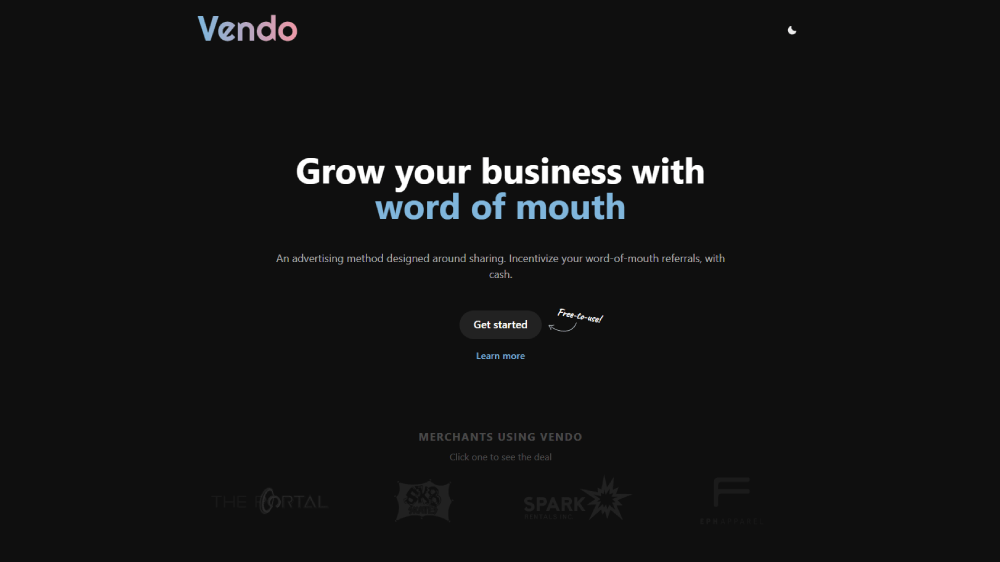 Vendo
Grow your business with
word of mouth
An advertising method designed around sharing. Incentivize your word-of-mouth referrals, with
cash.
Get started
Free-to-use!
Learn more
MERCHANTS USING VENDO
Click one to see the deal
THE PORTAL
SPARK